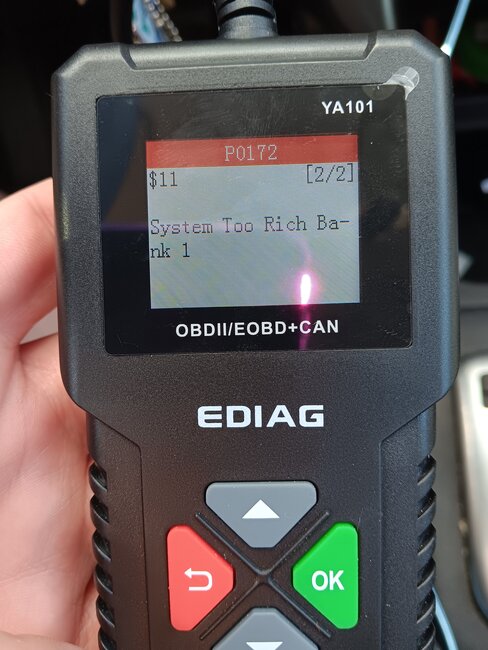 YA101
P0172
$11 [2/2]
System Too Rich Ba-
nk 1
OBDII/EOBD+CAN
EDIAG
OK